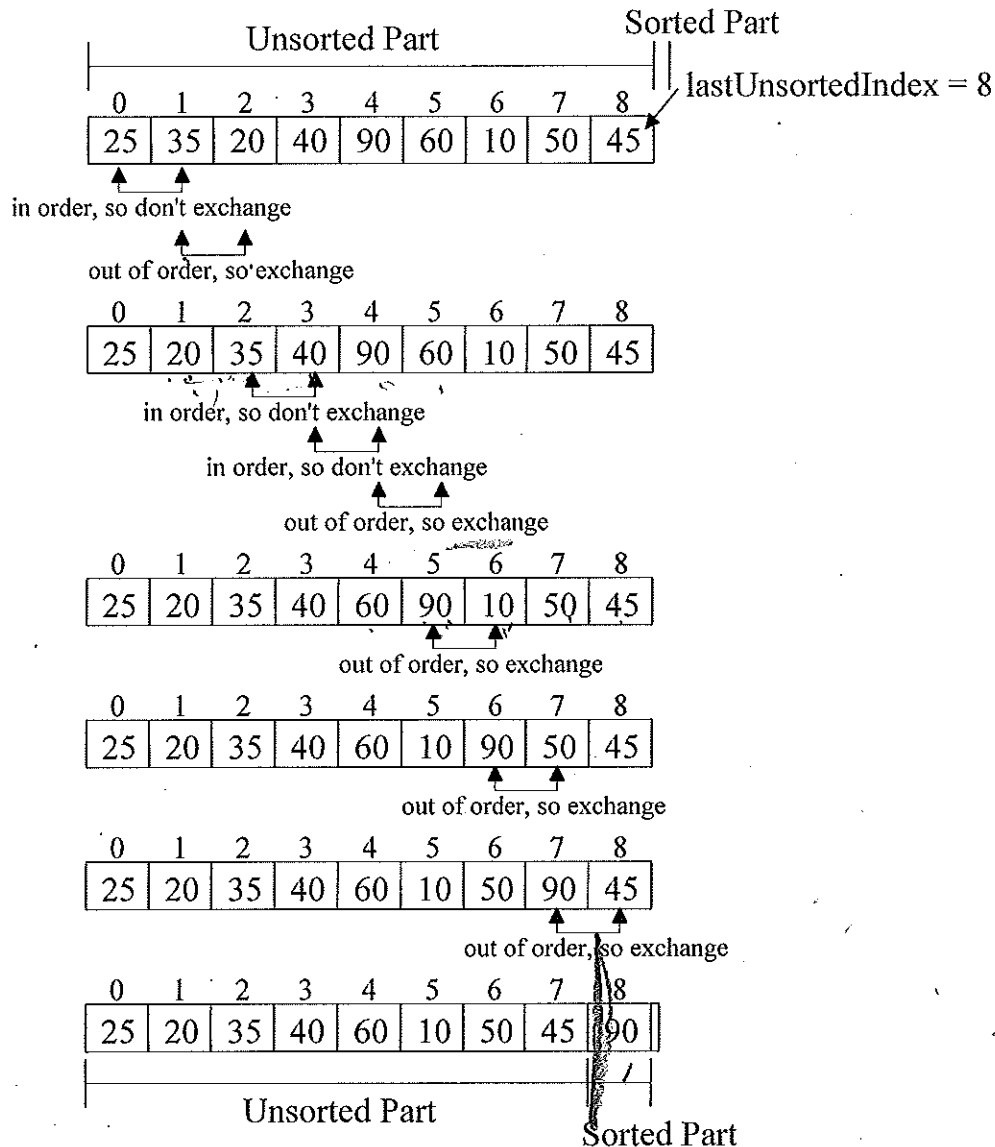 Unsorted Part
Sorted Part
lastUnsortedIndex = 8
0 1 2 3 4 5 6 7 8
25 35 20 40 90 60 10 50 45
in order, so don't exchange
out of order, so exchange
0 1 2 3 4 5 6 7 8
25 20 35 40 90 60 10 50 45
in order, so don't exchange
in order, so don't exchange
out of order, so exchange
0 1 2 3 4 5 6 7 8
25 20 35 40 60 90 10 50 45
out of order, so exchange
0 1 2 3 4 5 6 7 8
25 20 35 40 60 10 90 50 45
out of order, so exchange
0 1 2 3 4 5 6 7 8
25 20 35 40 60 10 50 90 45
out of order, so exchange
0 1 2 3 4 5 6 7 8
25 20 35 40 60 10 50 45 90
Unsorted Part
Sorted Part